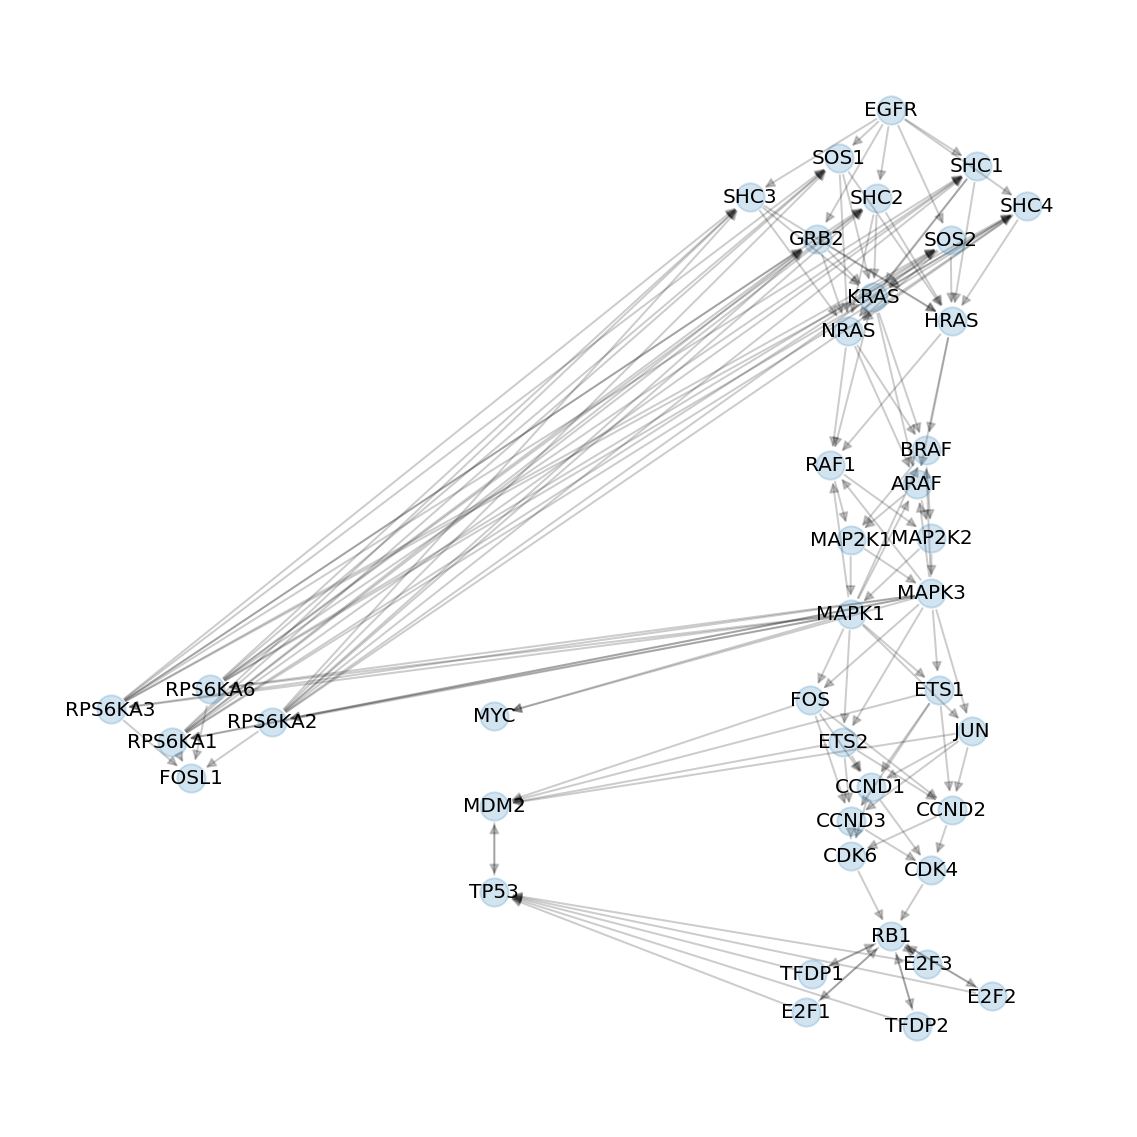 EGFR
SOS1
SHC1
SHC3
SHC2
SHC4
GRB2
SOS2
KRAS
NRAS
HRAS
BRAF
RAF1
ARAF
MAP2K1
MAP2K2
MAPK3
MAPK1
RPS6KA6
RPS6KA3
RPS6KA2
RPS6KA1
FOSL1
MYC
FOS
ETS1
ETS2
JUN
CCND1
MDM2
CCND2
CCND3
CDK6
CDK4
TP53
RB1
E2F3
TFDP1
E2F2
E2F1
TFDP2